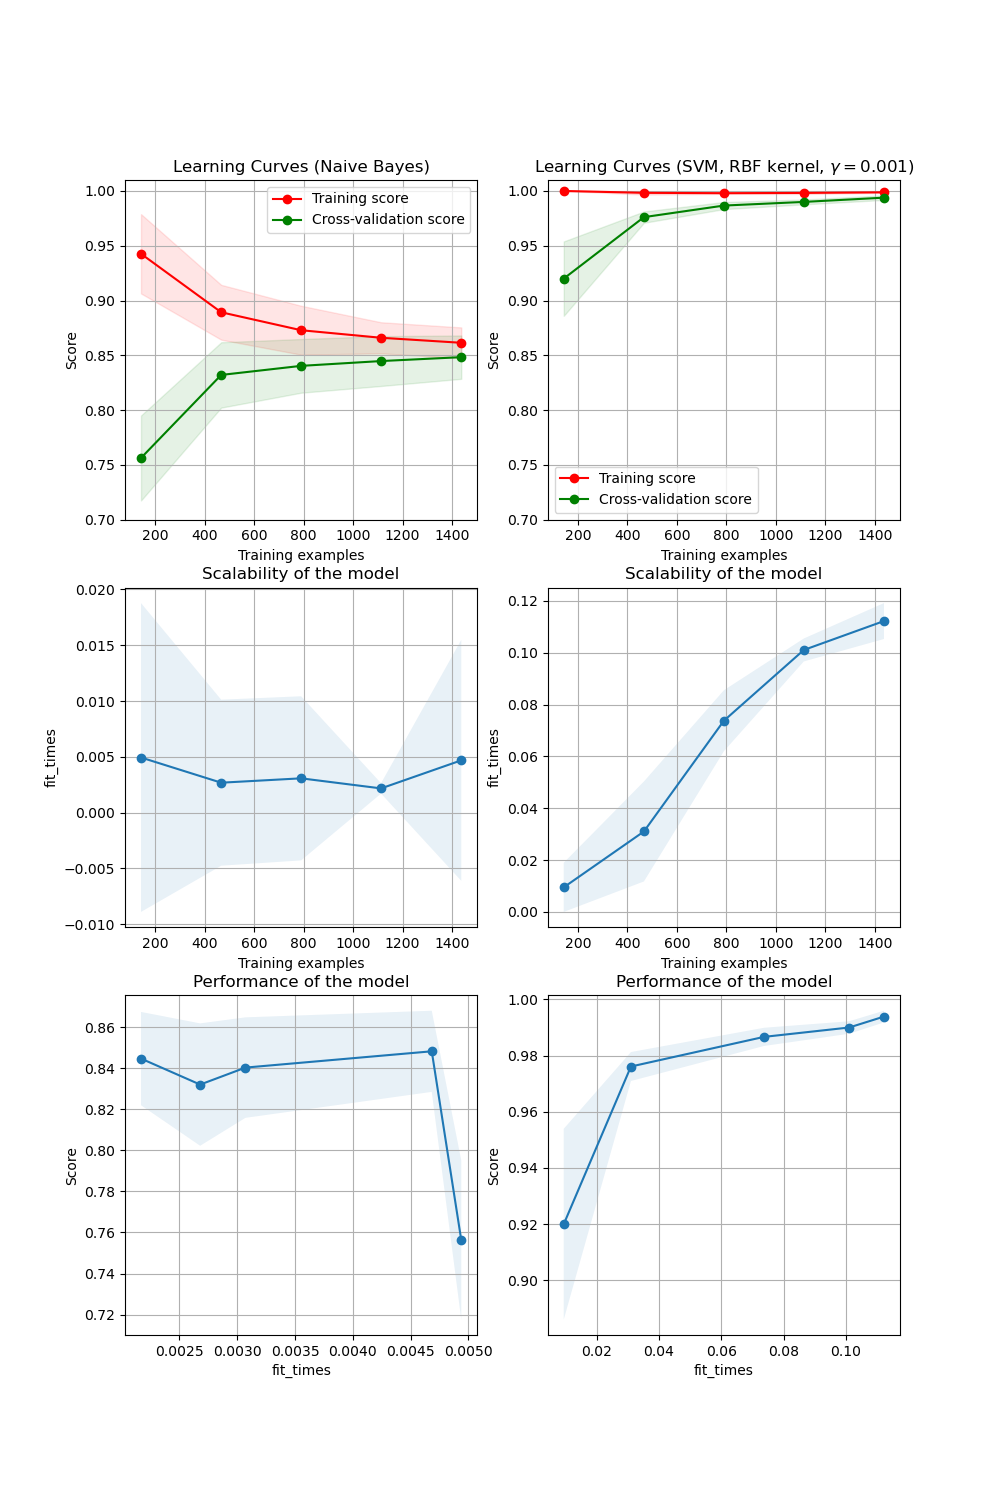 Learning Curves (Naive Bayes)
1.00
0.95
0.90
0.85
0.80
0.75
0.70
Score
Training score
Cross-validation score
200 400 600 800 1000 1200 1400
Training examples
Learning Curves (SVM, RBF kernel, γ = 0.001)
1.00
0.95
0.90
0.85
0.80
0.75
0.70
Score
Training score
Cross-validation score
200 400 600 800 1000 1200 1400
Training examples
Scalability of the model
0.020
0.015
0.010
0.005
0.000
−0.005
−0.010
fit_times
200 400 600 800 1000 1200 1400
Training examples
Scalability of the model
0.12
0.10
0.08
0.06
0.04
0.02
0.00
fit_times
200 400 600 800 1000 1200 1400
Training examples
Performance of the model
0.86
0.84
0.82
0.80
0.78
0.76
0.74
0.72
Score
0.0025 0.0030 0.0035 0.0040 0.0045 0.0050
fit_times
Performance of the model
1.00
0.98
0.96
0.94
0.92
0.90
Score
0.02 0.04 0.06 0.08 0.10
fit_times